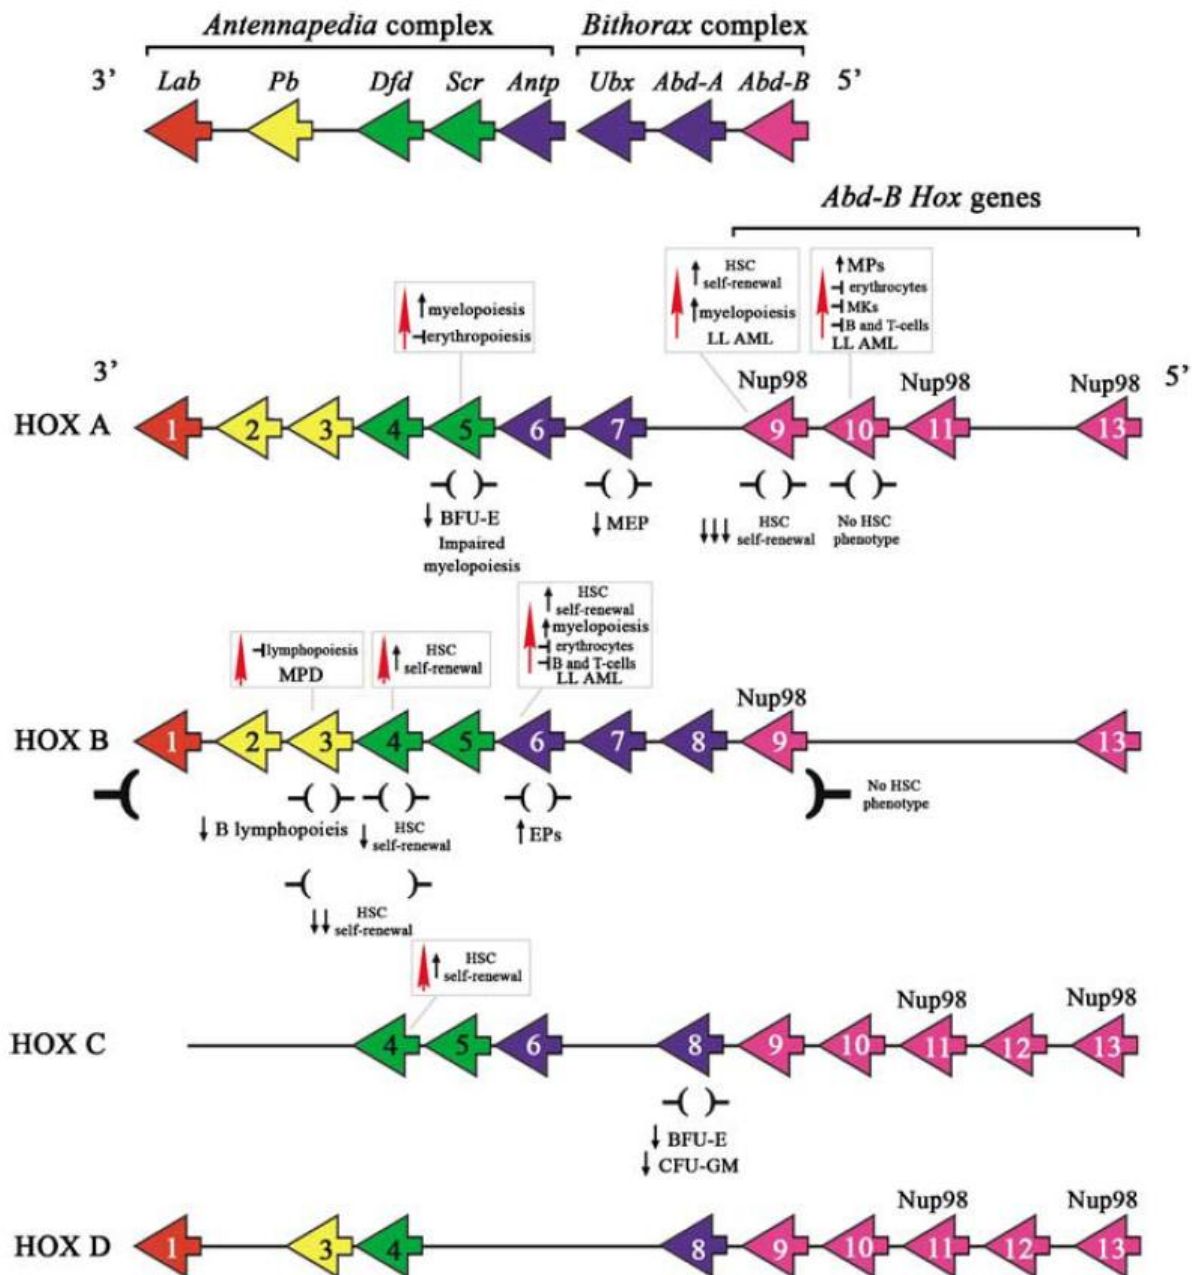 Antennapedia complex Bithorax complex
3’ Lab Pb Dfd Scr Antp Ubx Abd-A Abd-B 5’
Abd-B Hox genes
HSC
self-renewal
myelopoiesis
LL AML
MPs
erythrocytes
MKs
B and T-cells
LL AML
myelopoiesis
erythropoiesis
3’ Nup98 Nup98 Nup98 5’
HOX A 1 2 3 4 5 6 7 9 10 11 13
BFU-E
Impaired
myelopoiesis
MEP
HSC
self-renewal
No HSC
phenotype
lymphopoiesis
MPD
HSC
self-renewal
HSC
self-renewal
myelopoiesis
erythrocytes
B and T-cells
LL AML
Nup98
HOX B 1 2 3 4 5 6 7 8 9 13
No HSC
phenotype
B lymphopoieis
HSC
self-renewal
EPs
HSC
self-renewal
HSC
self-renewal
Nup98 Nup98
HOX C 4 5 6 8 9 10 11 12 13
BFU-E
CFU-GM
Nup98 Nup98
HOX D 1 3 4 8 9 10 11 12 13